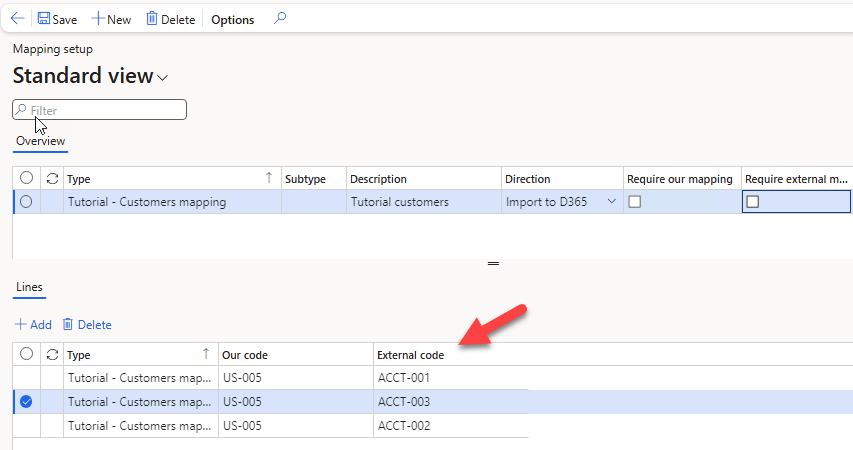 Save New Delete Options
Mapping setup
Standard view
Filter
Overview
Type Subtype Description Direction Require our mapping Require external m...
Tutorial - Customers mapping Tutorial customers Import to D365
Lines
Add Delete
Type Our code External code
Tutorial - Customers map... US-005 ACCT-001
Tutorial - Customers map... US-005 ACCT-003
Tutorial - Customers map... US-005 ACCT-002